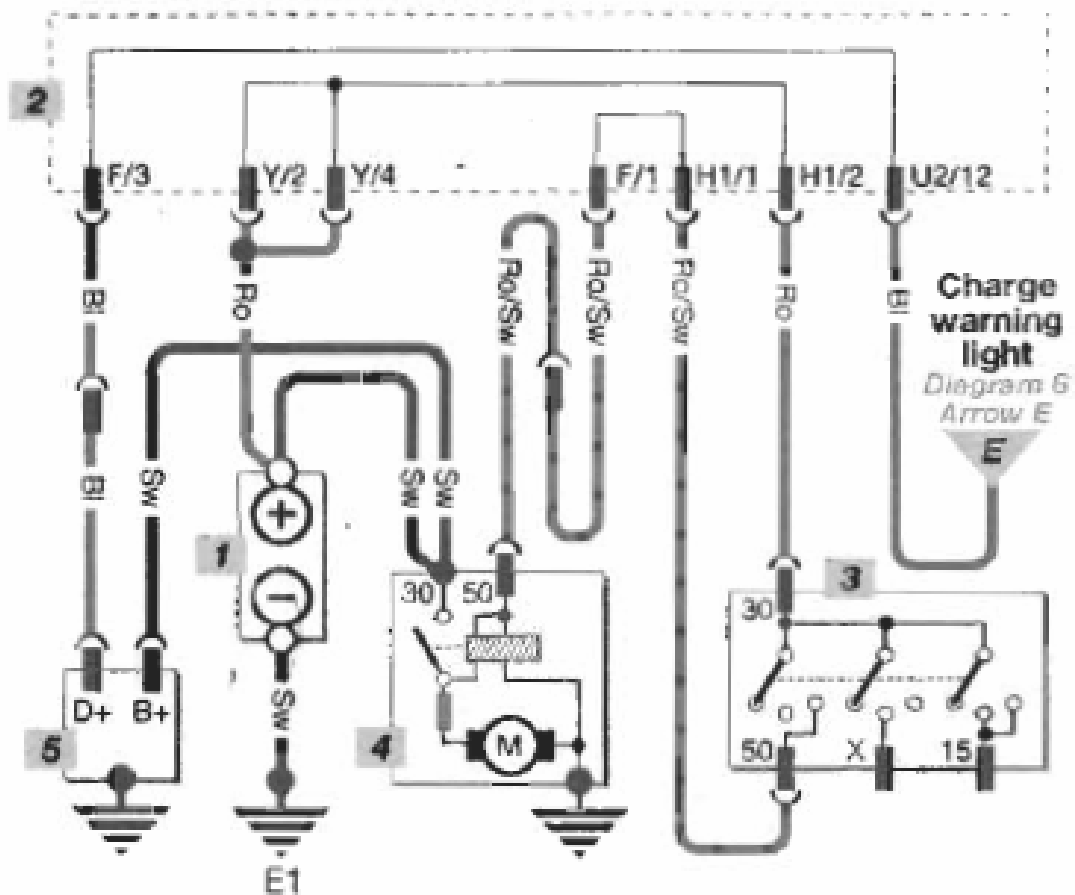 2
F/3
Y/2
Y/4
F/1
H1/1
H1/2
U2/12
Bl
Ro
Ro/Sw
Ro/Sw
Ro/Sw
Ro
Bl
Charge
warning
light
Diagram 6
Arrow E
E
Bl
Sw
Sw
Sw
1
+
−
30
50
3
30
Sw
D+
B+
5
4
M
50
X
15
0
E1